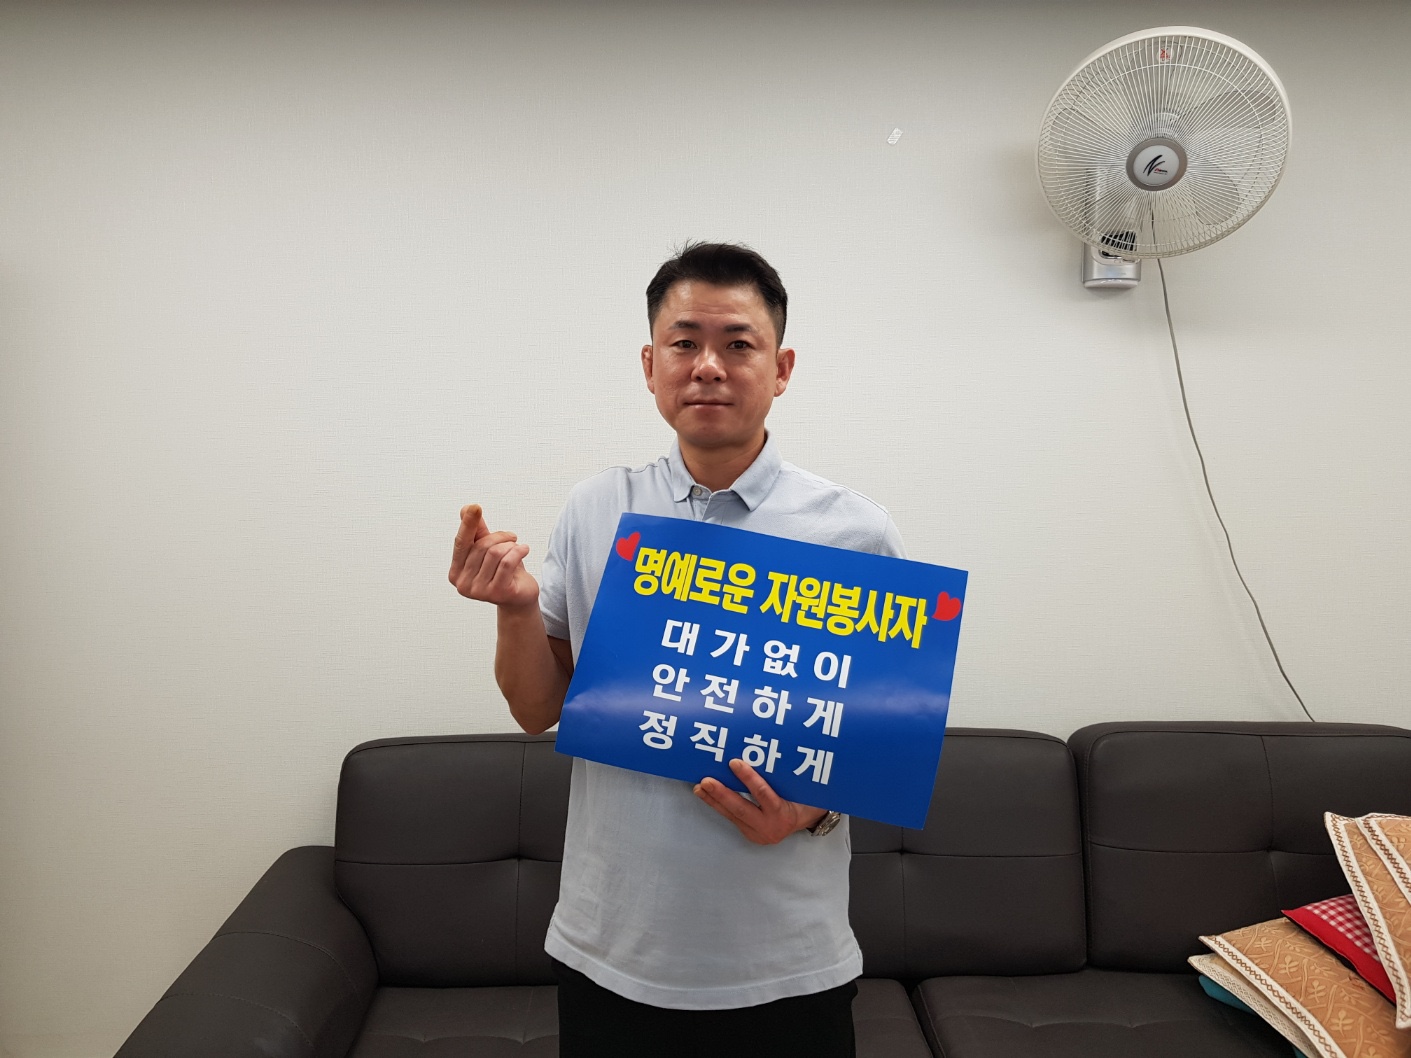 명예로운 자원봉사자
대가없이
안전하게
정직하게